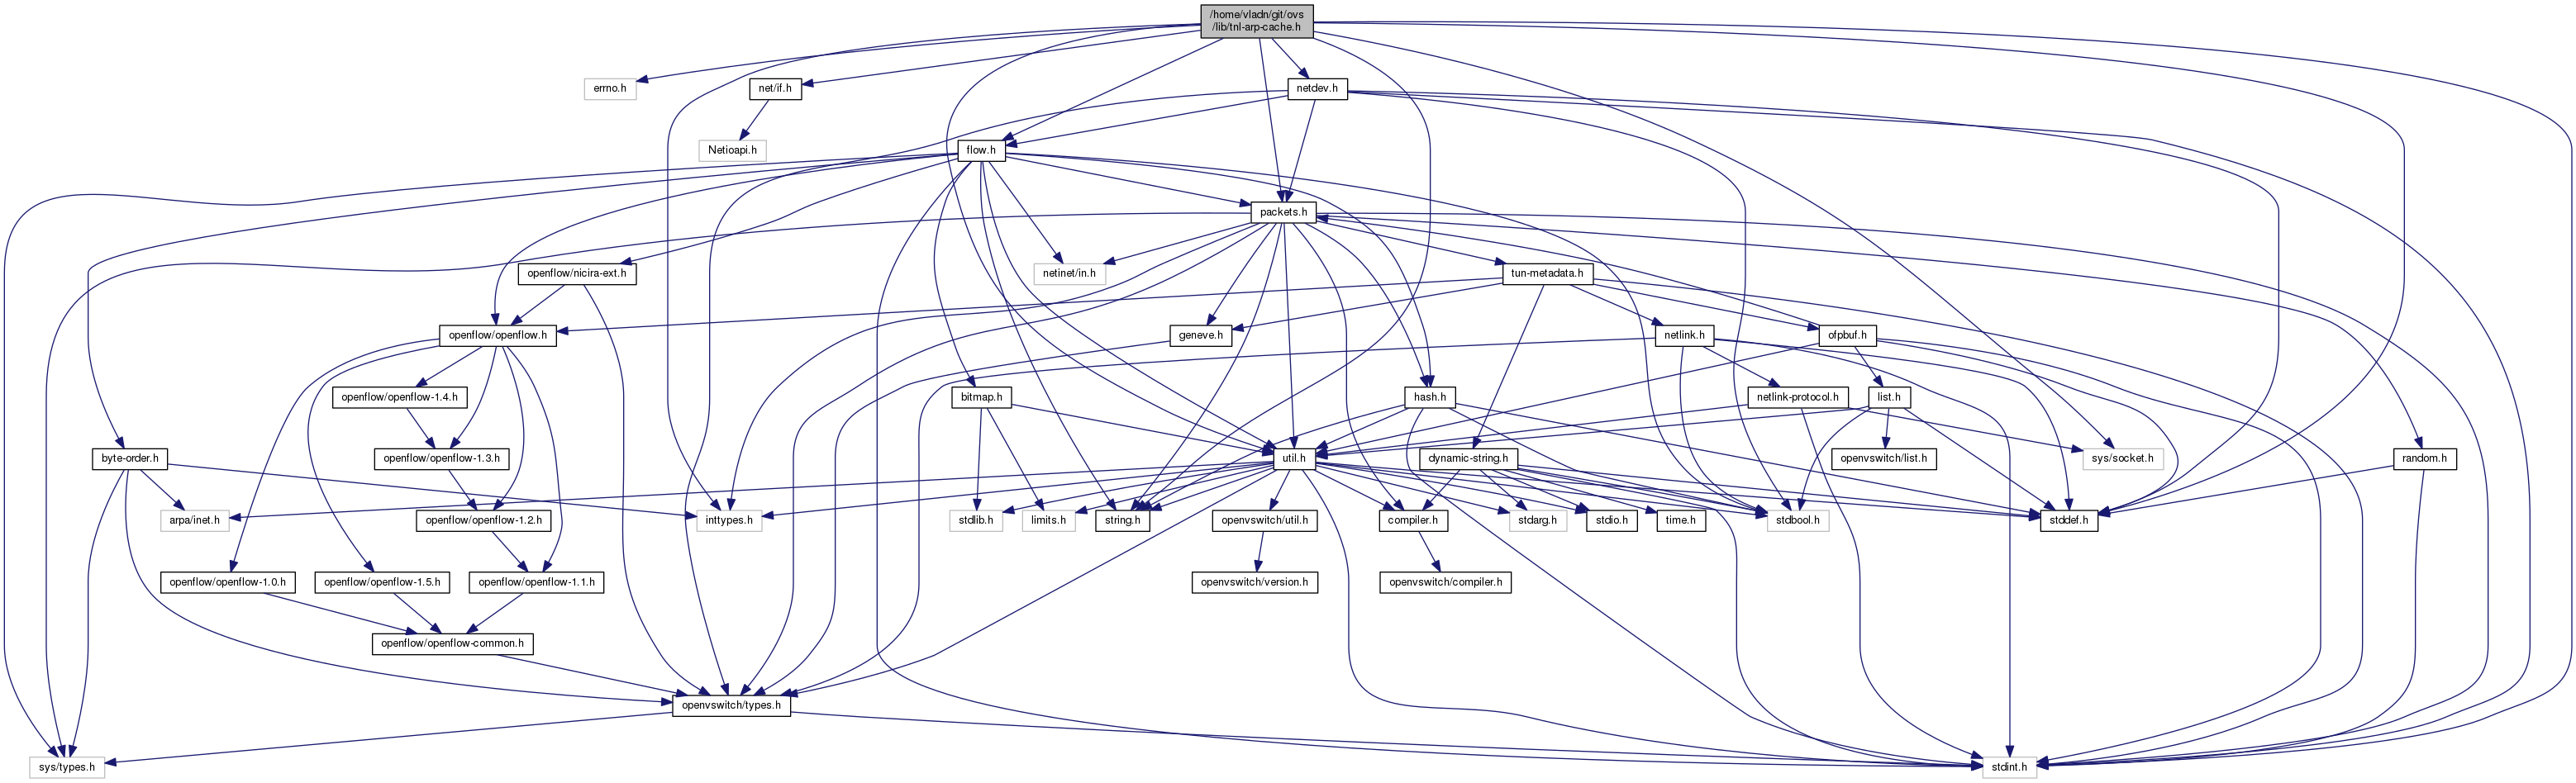 /home/vladn/git/ovs
/lib/tnl-arp-cache.h
errno.h
net/if.h
netdev.h
Netioapi.h
flow.h
packets.h
openflow/nicira-ext.h
netinet/in.h
tun-metadata.h
openflow/openflow.h
geneve.h
netlink.h
ofpbuf.h
openflow/openflow-1.4.h
bitmap.h
hash.h
netlink-protocol.h
list.h
byte-order.h
openflow/openflow-1.3.h
util.h
dynamic-string.h
openvswitch/list.h
sys/socket.h
random.h
arpa/inet.h
openflow/openflow-1.2.h
inttypes.h
stdlib.h
limits.h
string.h
openvswitch/util.h
compiler.h
stdarg.h
stdio.h
time.h
stdbool.h
stddef.h
openflow/openflow-1.0.h
openflow/openflow-1.5.h
openflow/openflow-1.1.h
openvswitch/version.h
openvswitch/compiler.h
openflow/openflow-common.h
openvswitch/types.h
sys/types.h
stdint.h